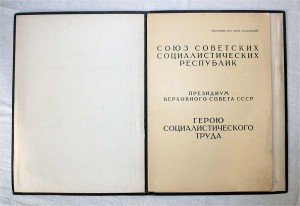 СОЮЗ СОВЕТСКИХ
СОЦИАЛИСТИЧЕСКИХ
РЕСПУБЛИК
ПРЕЗИДИУМ
ВЕРХОВНОГО СОВЕТА СССР
ГЕРОЮ
СОЦИАЛИСТИЧЕСКОГО
ТРУДА